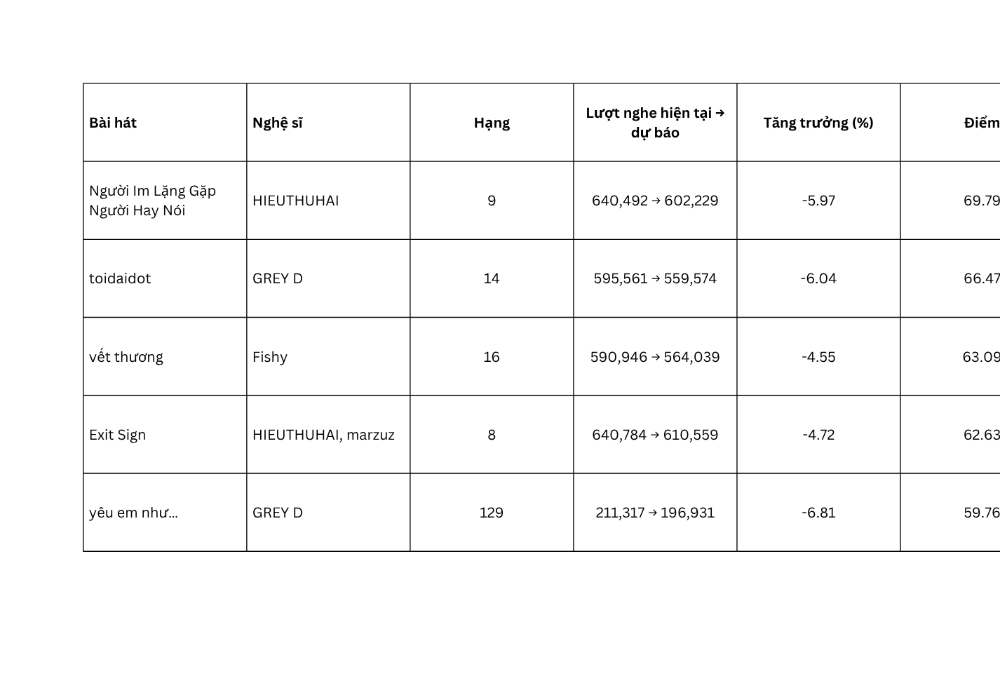 Bài hát
Nghệ sĩ
Hạng
Lượt nghe hiện tại →
dự báo
Tăng trưởng (%)
Điểm
Người Im Lặng Gặp
Người Hay Nói
HIEUTHUHAI
9
640,492 → 602,229
-5.97
69.79
toidaidot
GREY D
14
595,561 → 559,574
-6.04
66.47
vết thương
Fishy
16
590,946 → 564,039
-4.55
63.09
Exit Sign
HIEUTHUHAI, marzuz
8
640,784 → 610,559
-4.72
62.63
yêu em như...
GREY D
129
211,317 → 196,931
-6.81
59.76